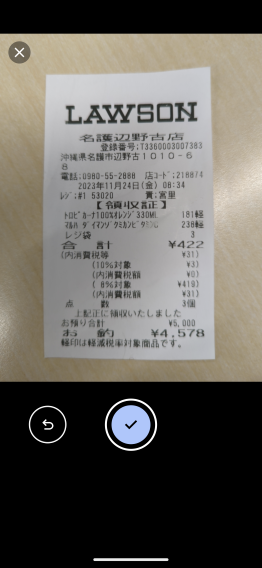 LAWSON
名護辺野古店
登録番号:T3360003007383
沖縄県名護市辺野古1010-6
8
電話:0980-55-2888 店コード:218874
2023年11月24日(金) 08:34
レジ:#1 53020 責:宮里
【領収証】
トロピカーナ100%オレンジ330ML 181軽
マルハ ダイマンゾ 238軽
レジ袋 3
合 計 ¥422
(内消費税等 ¥31)
(10%対象 ¥3)
(内消費税額 ¥0)
( 8%対象 ¥419)
(内消費税額 ¥31)
点 数 3個
上記正に領収いたしました
お預り合計 ¥5,000
お 釣 ¥4,578
軽印は軽減税率対象商品です。